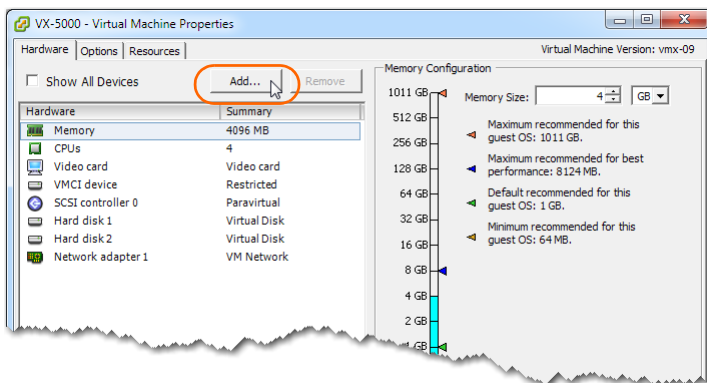 VX-5000 - Virtual Machine Properties
Hardware Options Resources
Virtual Machine Version: vmx-09
Show All Devices
Add...
Remove
Hardware Summary
Memory 4096 MB
CPUs 4
Video card Video card
VMCI device Restricted
SCSI controller 0 Paravirtual
Hard disk 1 Virtual Disk
Hard disk 2 Virtual Disk
Network adapter 1 VM Network
Memory Configuration
1011 GB
512 GB
256 GB
128 GB
64 GB
32 GB
16 GB
8 GB
4 GB
2 GB
GB
Memory Size: 4 GB
Maximum recommended for this
guest OS: 1011 GB.
Maximum recommended for best
performance: 8124 MB.
Default recommended for this
guest OS: 1 GB.
Minimum recommended for this
guest OS: 64 MB.